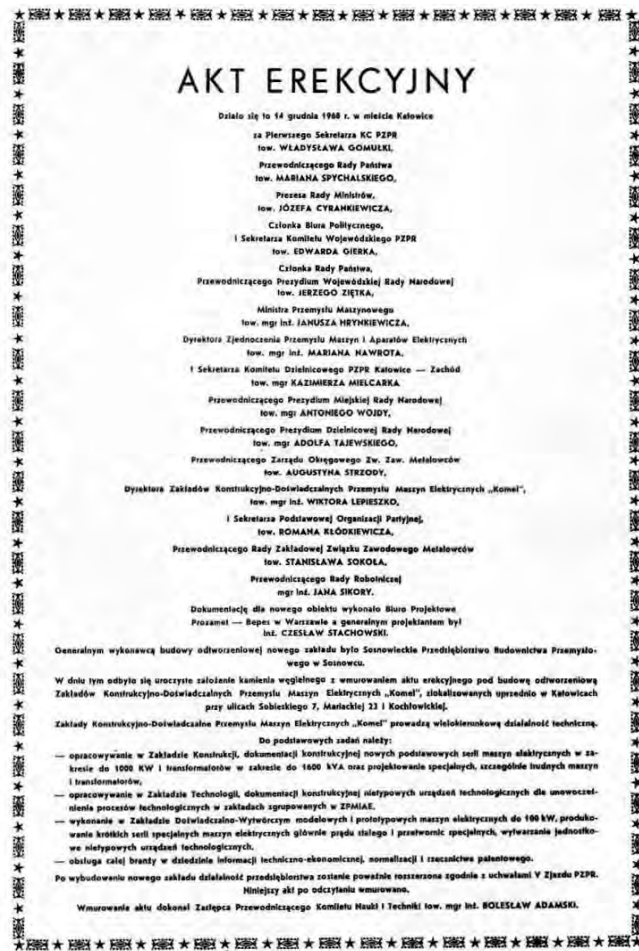 AKT EREKCYJNY
Działo się to 14 grudnia 1968 r. w mieście Katowice
za Pierwszego Sekretarza KC PZPR
tow. WŁADYSŁAWA GOMUŁKI,
Przewodniczącego Rady Państwa
tow. MARIANA SPYCHALSKIEGO,
Prezesa Rady Ministrów,
tow. JÓZEFA CYRANKIEWICZA,
Członka Biura Politycznego,
I Sekretarza Komitetu Wojewódzkiego PZPR
tow. EDWARDA GIERKA,
Członka Rady Państwa,
Przewodniczącego Prezydium Wojewódzkiej Rady Narodowej
tow. JERZEGO ZIĘTKA,
Ministra Przemysłu Maszynowego
tow. mgr inż. JANUSZA HRYNKIEWICZA,
Dyrektora Zjednoczenia Przemysłu Maszyn i Aparatów Elektrycznych
tow. mgr inż. MARIANA NAWROTA,
I Sekretarza Komitetu Dzielnicowego PZPR Katowice — Zachód
tow. mgr KAZIMIERZA MIELCARKA
Przewodniczącego Prezydium Miejskiej Rady Narodowej
tow. mgr ANTONIEGO WOJDY,
Przewodniczącego Prezydium Dzielnicowej Rady Narodowej
tow. mgr ADOLFA TAJEWSKIEGO,
Przewodniczącego Zarządu Okręgowego Zw. Zaw. Metalowców
tow. AUGUSTYNA STRZODY,
Dyrektora Zakładów Konstrukcyjno-Doświadczalnych Przemysłu Maszyn Elektrycznych „Komel",
tow. mgr inż. WIKTORA LEPIESZKO,
I Sekretarza Podstawowej Organizacji Partyjnej,
tow. ROMANA KŁÓDKIEWICZA,
Przewodniczącego Rady Zakładowej Związku Zawodowego Metalowców
tow. STANISŁAWA SOKOŁA,
Przewodniczącego Rady Robotniczej
mgr inż. JANA SIKORY.
Dokumentację dla nowego obiektu wykonało Biuro Projektowe
Prozamet — Bepes w Warszawie a generalnym projektantem był
inż. CZESŁAW STACHOWSKI.
Generalnym wykonawcą budowy odtworzeniowej nowego zakładu było Sosnowieckie Przedsiębiorstwo Budownictwa Przemysło-
wego w Sosnowcu.
W dniu tym odbyło się uroczyste założenie kamienia węgielnego z wmurowaniem aktu erekcyjnego pod budowę odtworzeniową
Zakładów Konstrukcyjno-Doświadczalnych Przemysłu Maszyn Elektrycznych „Komel", zlokalizowanych uprzednio w Katowicach
przy ulicach Sobieskiego 7, Mariackiej 23 i Kochłowickiej.
Zakłady Konstrukcyjno-Doświadczalne Przemysłu Maszyn Elektrycznych „Komel" prowadzą wielokierunkową działalność techniczną.
Do podstawowych zadań należy:
— opracowywanie w Zakładzie Konstrukcji, dokumentacji konstrukcyjnej nowych podstawowych serii maszyn elektrycznych w za-
kresie do 1000 KW i transformatorów w zakresie do 1600 kVA oraz projektowanie specjalnych, szczególnie trudnych maszyn
i transformatorów,
— opracowywanie w Zakładzie Technologii, dokumentacji konstrukcyjnej nietypowych urządzeń technologicznych dla unowocześ-
nienia procesów technologicznych w zakładach zgrupowanych w ZPMiAE,
— wykonanie w Zakładzie Doświadczalno-Wytwórczym modelowych i prototypowych maszyn elektrycznych do 100 kW, produko-
wanie krótkich serii specjalnych maszyn elektrycznych głównie prądu stałego i przetwornic specjalnych, wytwarzanie jednostko-
we nietypowych urządzeń technologicznych,
— obsługa całej branży w dziedzinie informacji techniczno-ekonomicznej, normalizacji i rzecznictwa patentowego.
Po wybudowaniu nowego zakładu działalność przedsiębiorstwa zostanie poważnie rozszerzona zgodnie z uchwałami V Zjazdu PZPR.
Niniejszy akt po odczytaniu wmurowano.
Wmurowania aktu dokonał Zastępca Przewodniczącego Komitetu Nauki i Techniki tow. mgr inż. BOLESŁAW ADAMSKI.